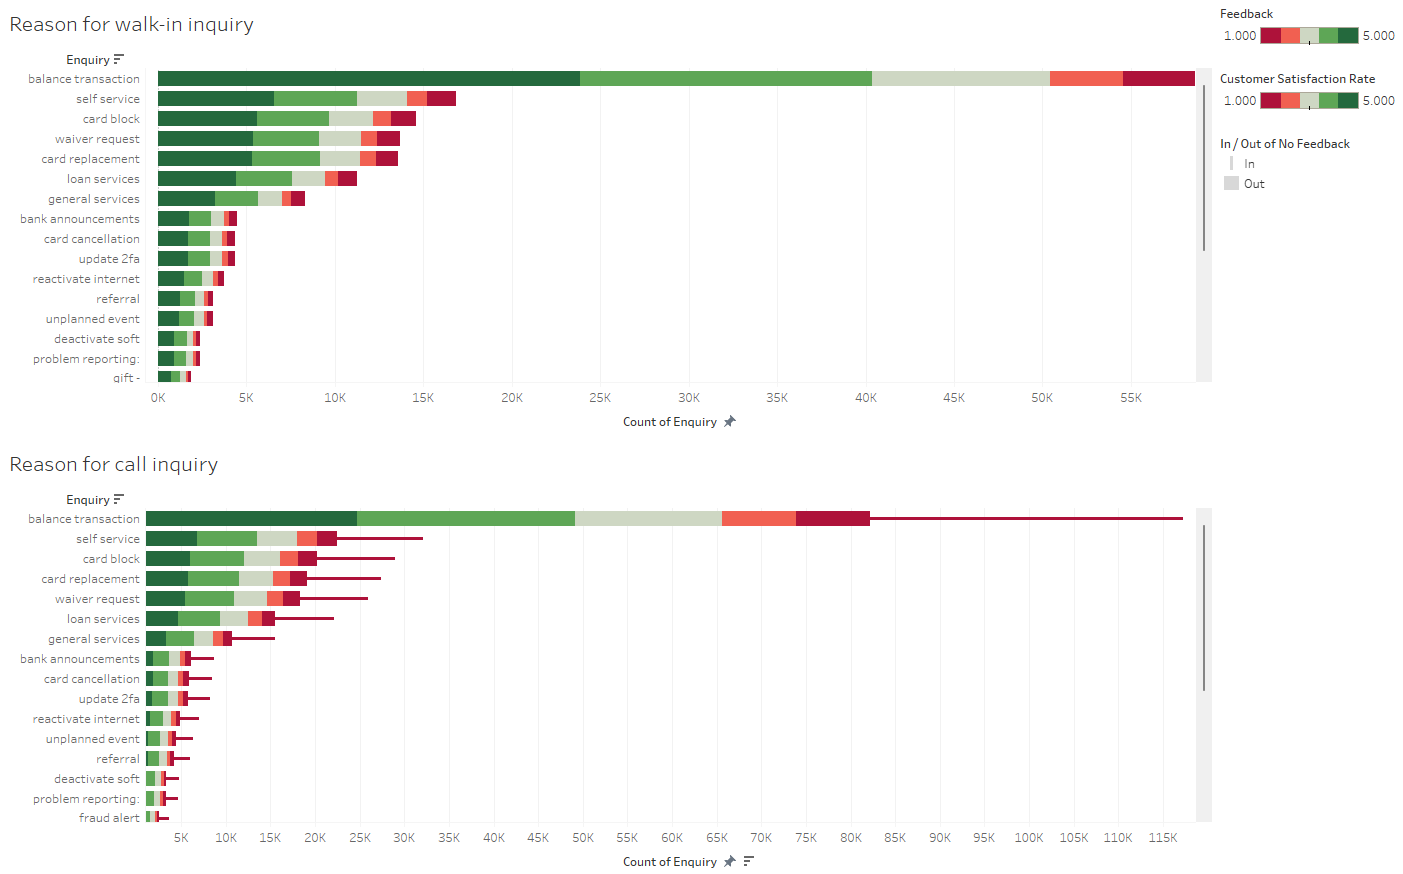 Reason for walk-in inquiry
Enquiry
balance transaction
self service
card block
waiver request
card replacement
loan services
general services
bank announcements
card cancellation
update 2fa
reactivate internet
referral
unplanned event
deactivate soft
problem reporting:
gift -
0K 5K 10K 15K 20K 25K 30K 35K 40K 45K 50K 55K
Count of Enquiry
Feedback
1.000 5.000
Customer Satisfaction Rate
1.000 5.000
In / Out of No Feedback
In
Out
Reason for call inquiry
Enquiry
balance transaction
self service
card block
card replacement
waiver request
loan services
general services
bank announcements
card cancellation
update 2fa
reactivate internet
unplanned event
referral
deactivate soft
problem reporting:
fraud alert
5K 10K 15K 20K 25K 30K 35K 40K 45K 50K 55K 60K 65K 70K 75K 80K 85K 90K 95K 100K 105K 110K 115K
Count of Enquiry